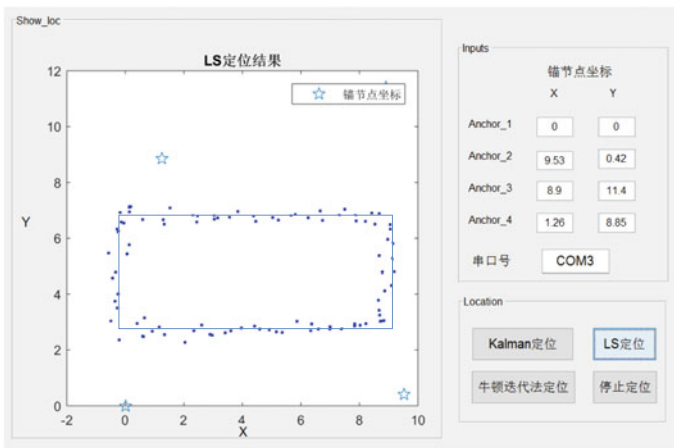 Show_loc
LS定位结果
锚节点坐标
12
10
8
6
4
2
0
Y
-2 0 2 4 6 8 10
X
Inputs
锚节点坐标
X Y
Anchor_1 0 0
Anchor_2 9.53 0.42
Anchor_3 8.9 11.4
Anchor_4 1.26 8.85
串口号 COM3
Location
Kalman定位 LS定位
牛顿迭代法定位 停止定位